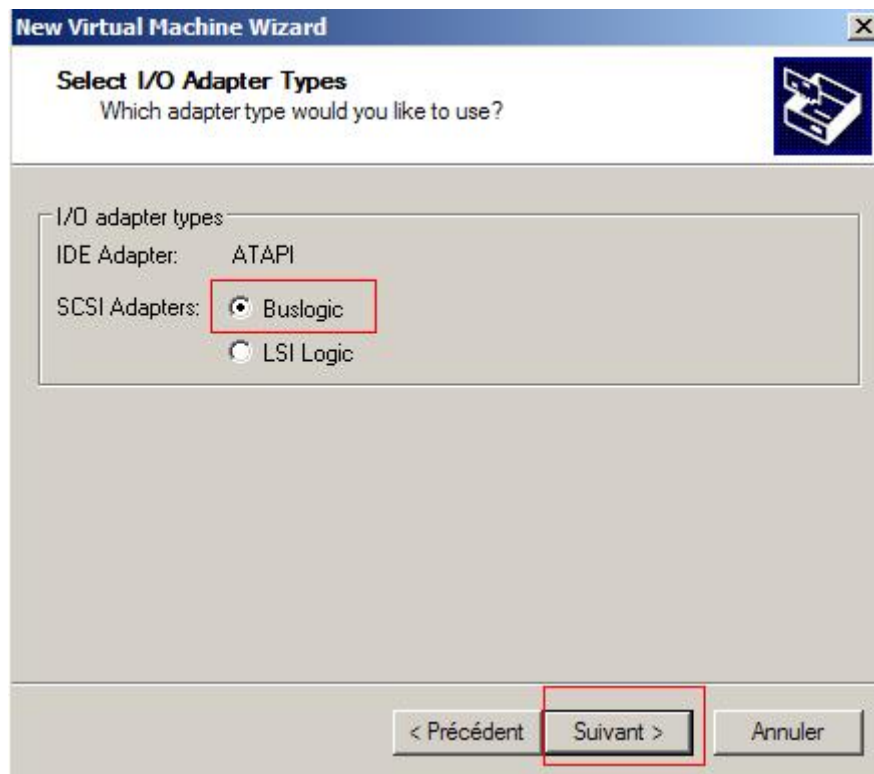 New Virtual Machine Wizard
Select I/O Adapter Types
Which adapter type would you like to use?
I/O adapter types
IDE Adapter: ATAPI
SCSI Adapters: Buslogic
LSI Logic
< Précédent Suivant > Annuler